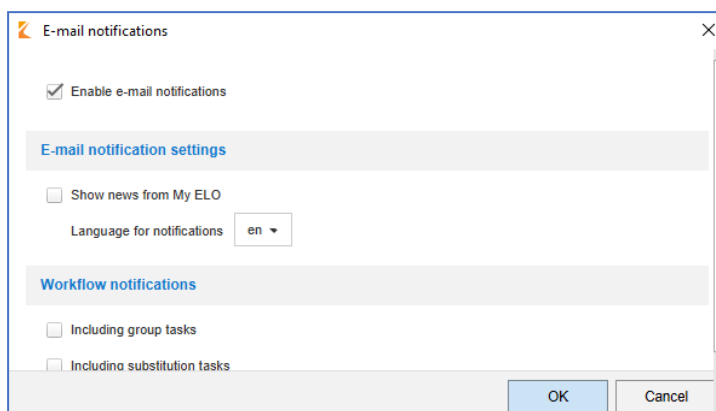 E-mail notifications
Enable e-mail notifications
E-mail notification settings
Show news from My ELO
Language for notifications en
Workflow notifications
Including group tasks
Including substitution tasks
OK Cancel